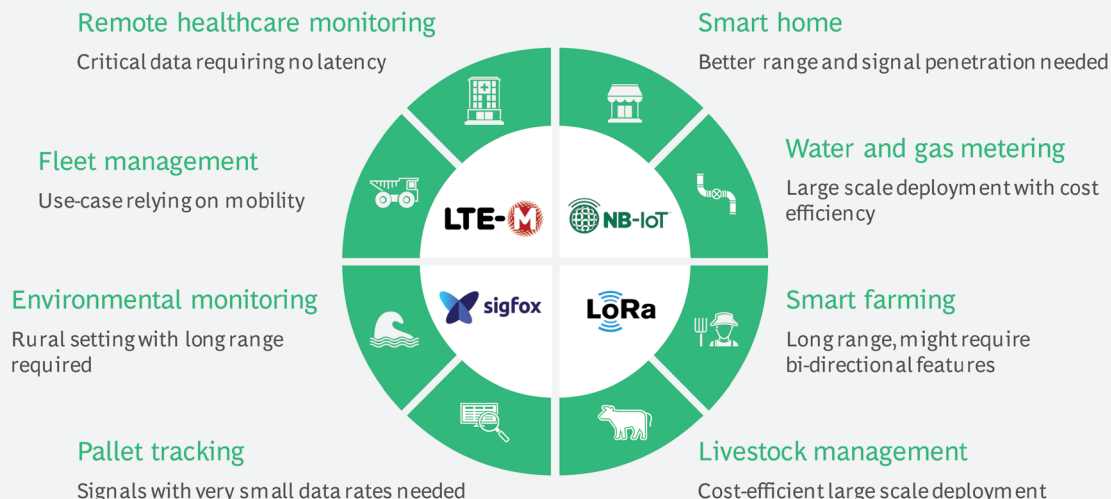 Remote healthcare monitoring
Critical data requiring no latency
Smart home
Better range and signal penetration needed
Fleet management
Use-case relying on mobility
Water and gas metering
Large scale deployment with cost
efficiency
LTE-M
NB-IoT
sigfox
LoRa
Environmental monitoring
Rural setting with long range
required
Smart farming
Long range, might require
bi-directional features
Pallet tracking
Signals with very small data rates needed
Livestock management
Cost-efficient large scale deployment